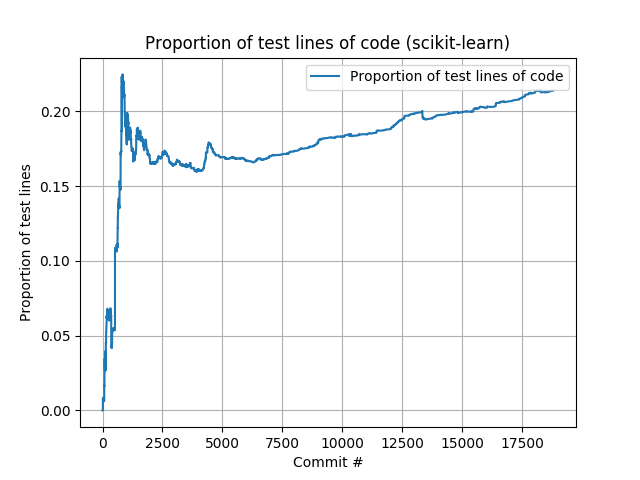 Proportion of test lines of code (scikit-learn)
Proportion of test lines of code
0.20
0.15
0.10
0.05
0.00
Proportion of test lines
0 2500 5000 7500 10000 12500 15000 17500
Commit #